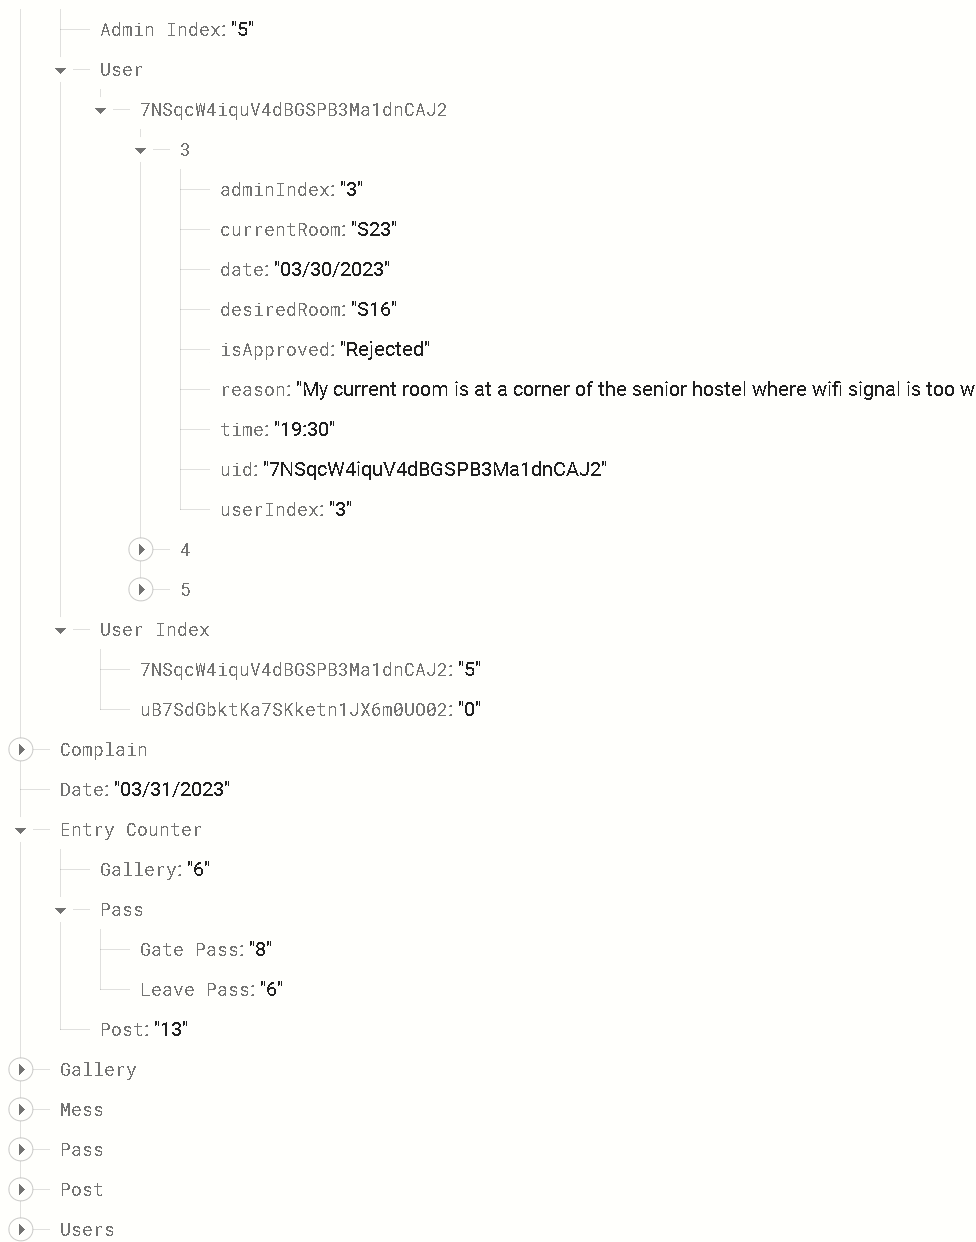 Admin Index: "5"
User
7NSqcW4iquV4dBGSPB3Ma1dnCAJ2
3
adminIndex: "3"
currentRoom: "S23"
date: "03/30/2023"
desiredRoom: "S16"
isApproved: "Rejected"
reason: "My current room is at a corner of the senior hostel where wifi signal is too w
time: "19:30"
uid: "7NSqcW4iquV4dBGSPB3Ma1dnCAJ2"
userIndex: "3"
4
5
User Index
7NSqcW4iquV4dBGSPB3Ma1dnCAJ2: "5"
uB7SdGbktKa7SKketn1JX6m0UO02: "0"
Complain
Date: "03/31/2023"
Entry Counter
Gallery: "6"
Pass
Gate Pass: "8"
Leave Pass: "6"
Post: "13"
Gallery
Mess
Pass
Post
Users